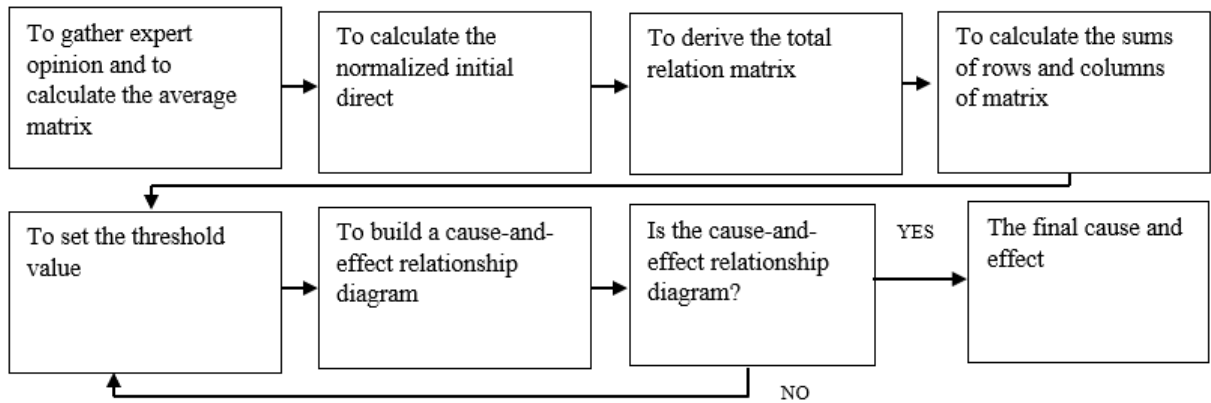 To gather expert
opinion and to
calculate the average
matrix
To calculate the
normalized initial
direct
To derive the total
relation matrix
To calculate the sums
of rows and columns
of matrix
To set the threshold
value
To build a cause-and-
effect relationship
diagram
Is the cause-and-
effect relationship
diagram?
YES
The final cause and
effect
NO